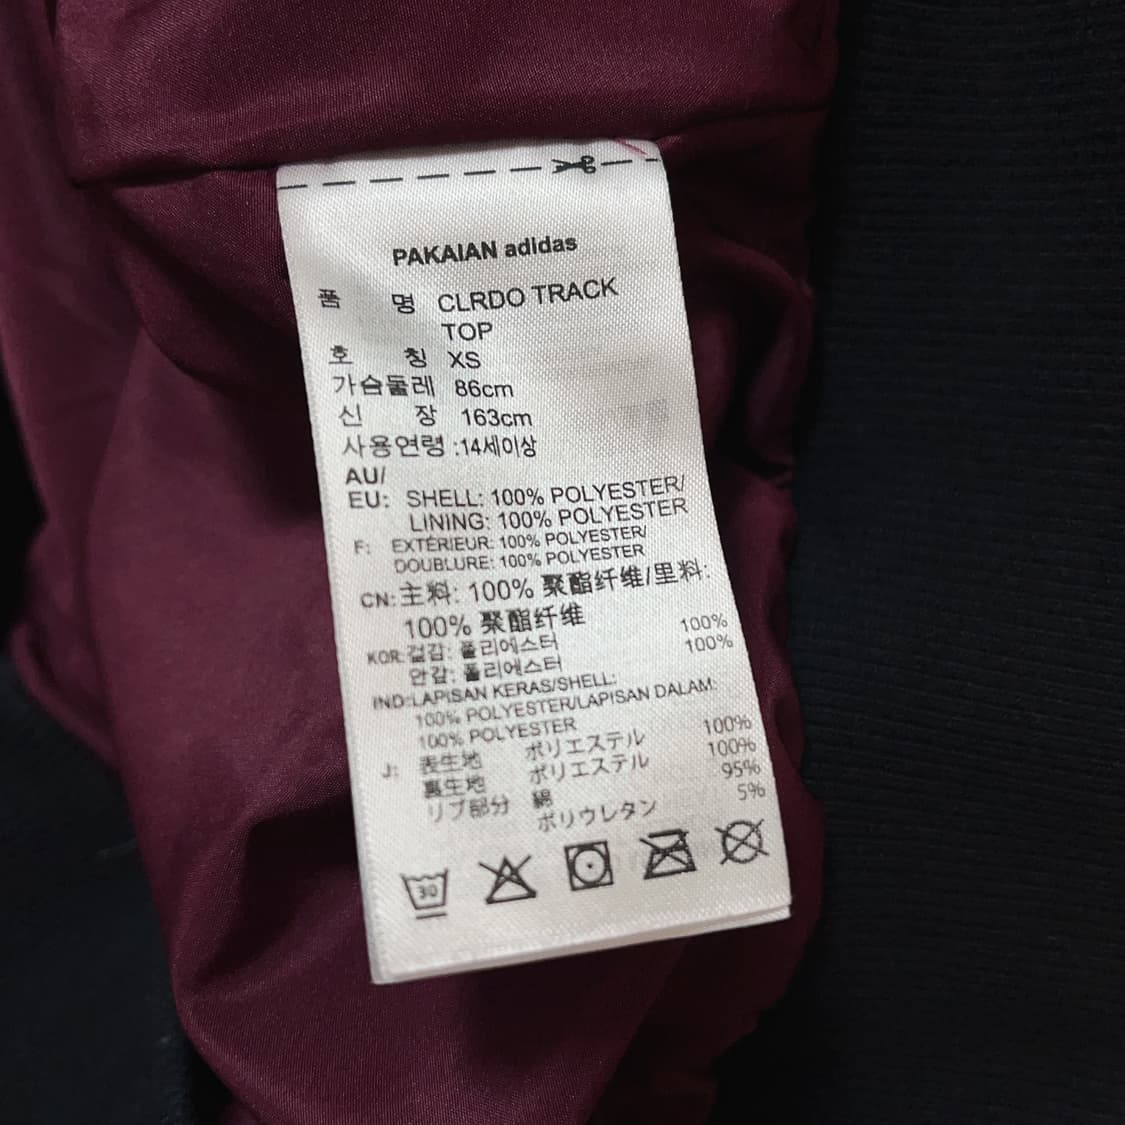 PAKAIAN adidas
품 명 CLRDO TRACK
TOP
호 칭 XS
가슴둘레 86cm
신 장 163cm
사용연령 :14세이상
AU/
EU: SHELL: 100% POLYESTER/
LINING: 100% POLYESTER
F: EXTÉRIEUR: 100% POLYESTER/
DOUBLURE: 100% POLYESTER
CN: 主料: 100% 聚酯纤维/里料:
100% 聚酯纤维
KOR: 겉감: 폴리에스터 100%
안감: 폴리에스터 100%
IND:LAPISAN KERAS/SHELL:
100% POLYESTER/LAPISAN DALAM:
100% POLYESTER
J: 表生地 ポリエステル 100%
裏生地 ポリエステル 100%
リブ部分 綿 95%
ポリウレタン 5%
30